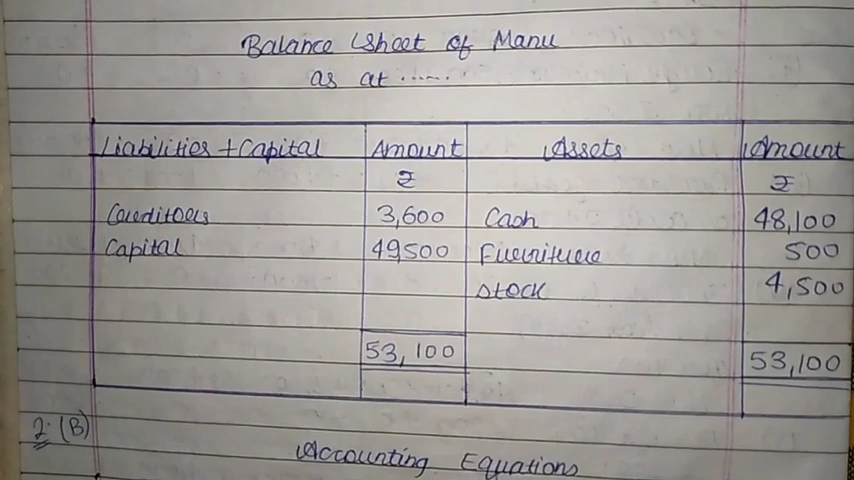 Balance Sheet of Manu
as at ......
Liabilities + Capital Amount Assets Amount
₹ ₹
Creditors 3,600 Cash 48,100
Capital 49,500 Furniture 500
Stock 4,500
53,100 53,100
2. (B)
Accounting Equations